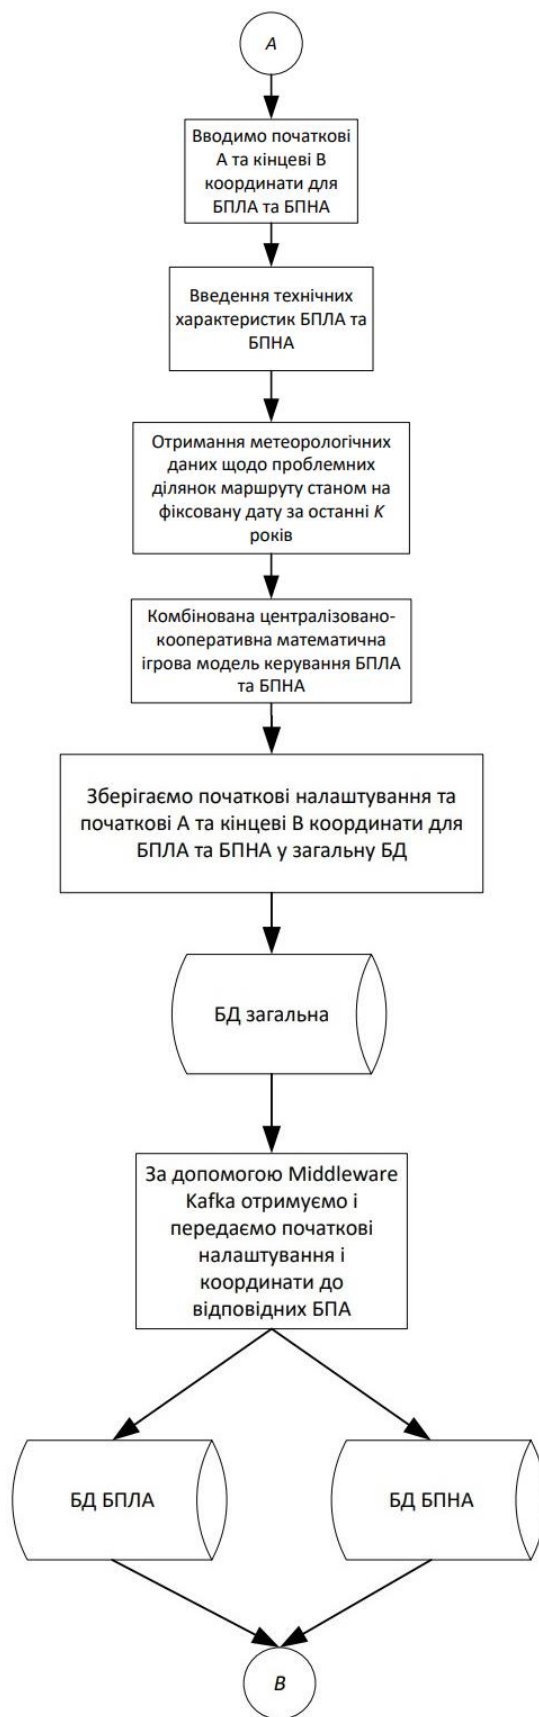 A
Вводимо початкові
А та кінцеві В
координати для
БПЛА та БПНА
Введення технічних
характеристик БПЛА та
БПНА
Отримання метеорологічних
даних щодо проблемних
ділянок маршруту станом на
фіксовану дату за останні K
років
Комбінована централізовано-
кооперативна математична
ігрова модель керування БПЛА
та БПНА
Зберігаємо початкові налаштування та
початкові А та кінцеві В координати для
БПЛА та БПНА у загальну БД
БД загальна
За допомогою Middleware
Kafka отримуємо і
передаємо початкові
налаштування і
координати до
відповідних БПА
БД БПЛА
БД БПНА
B